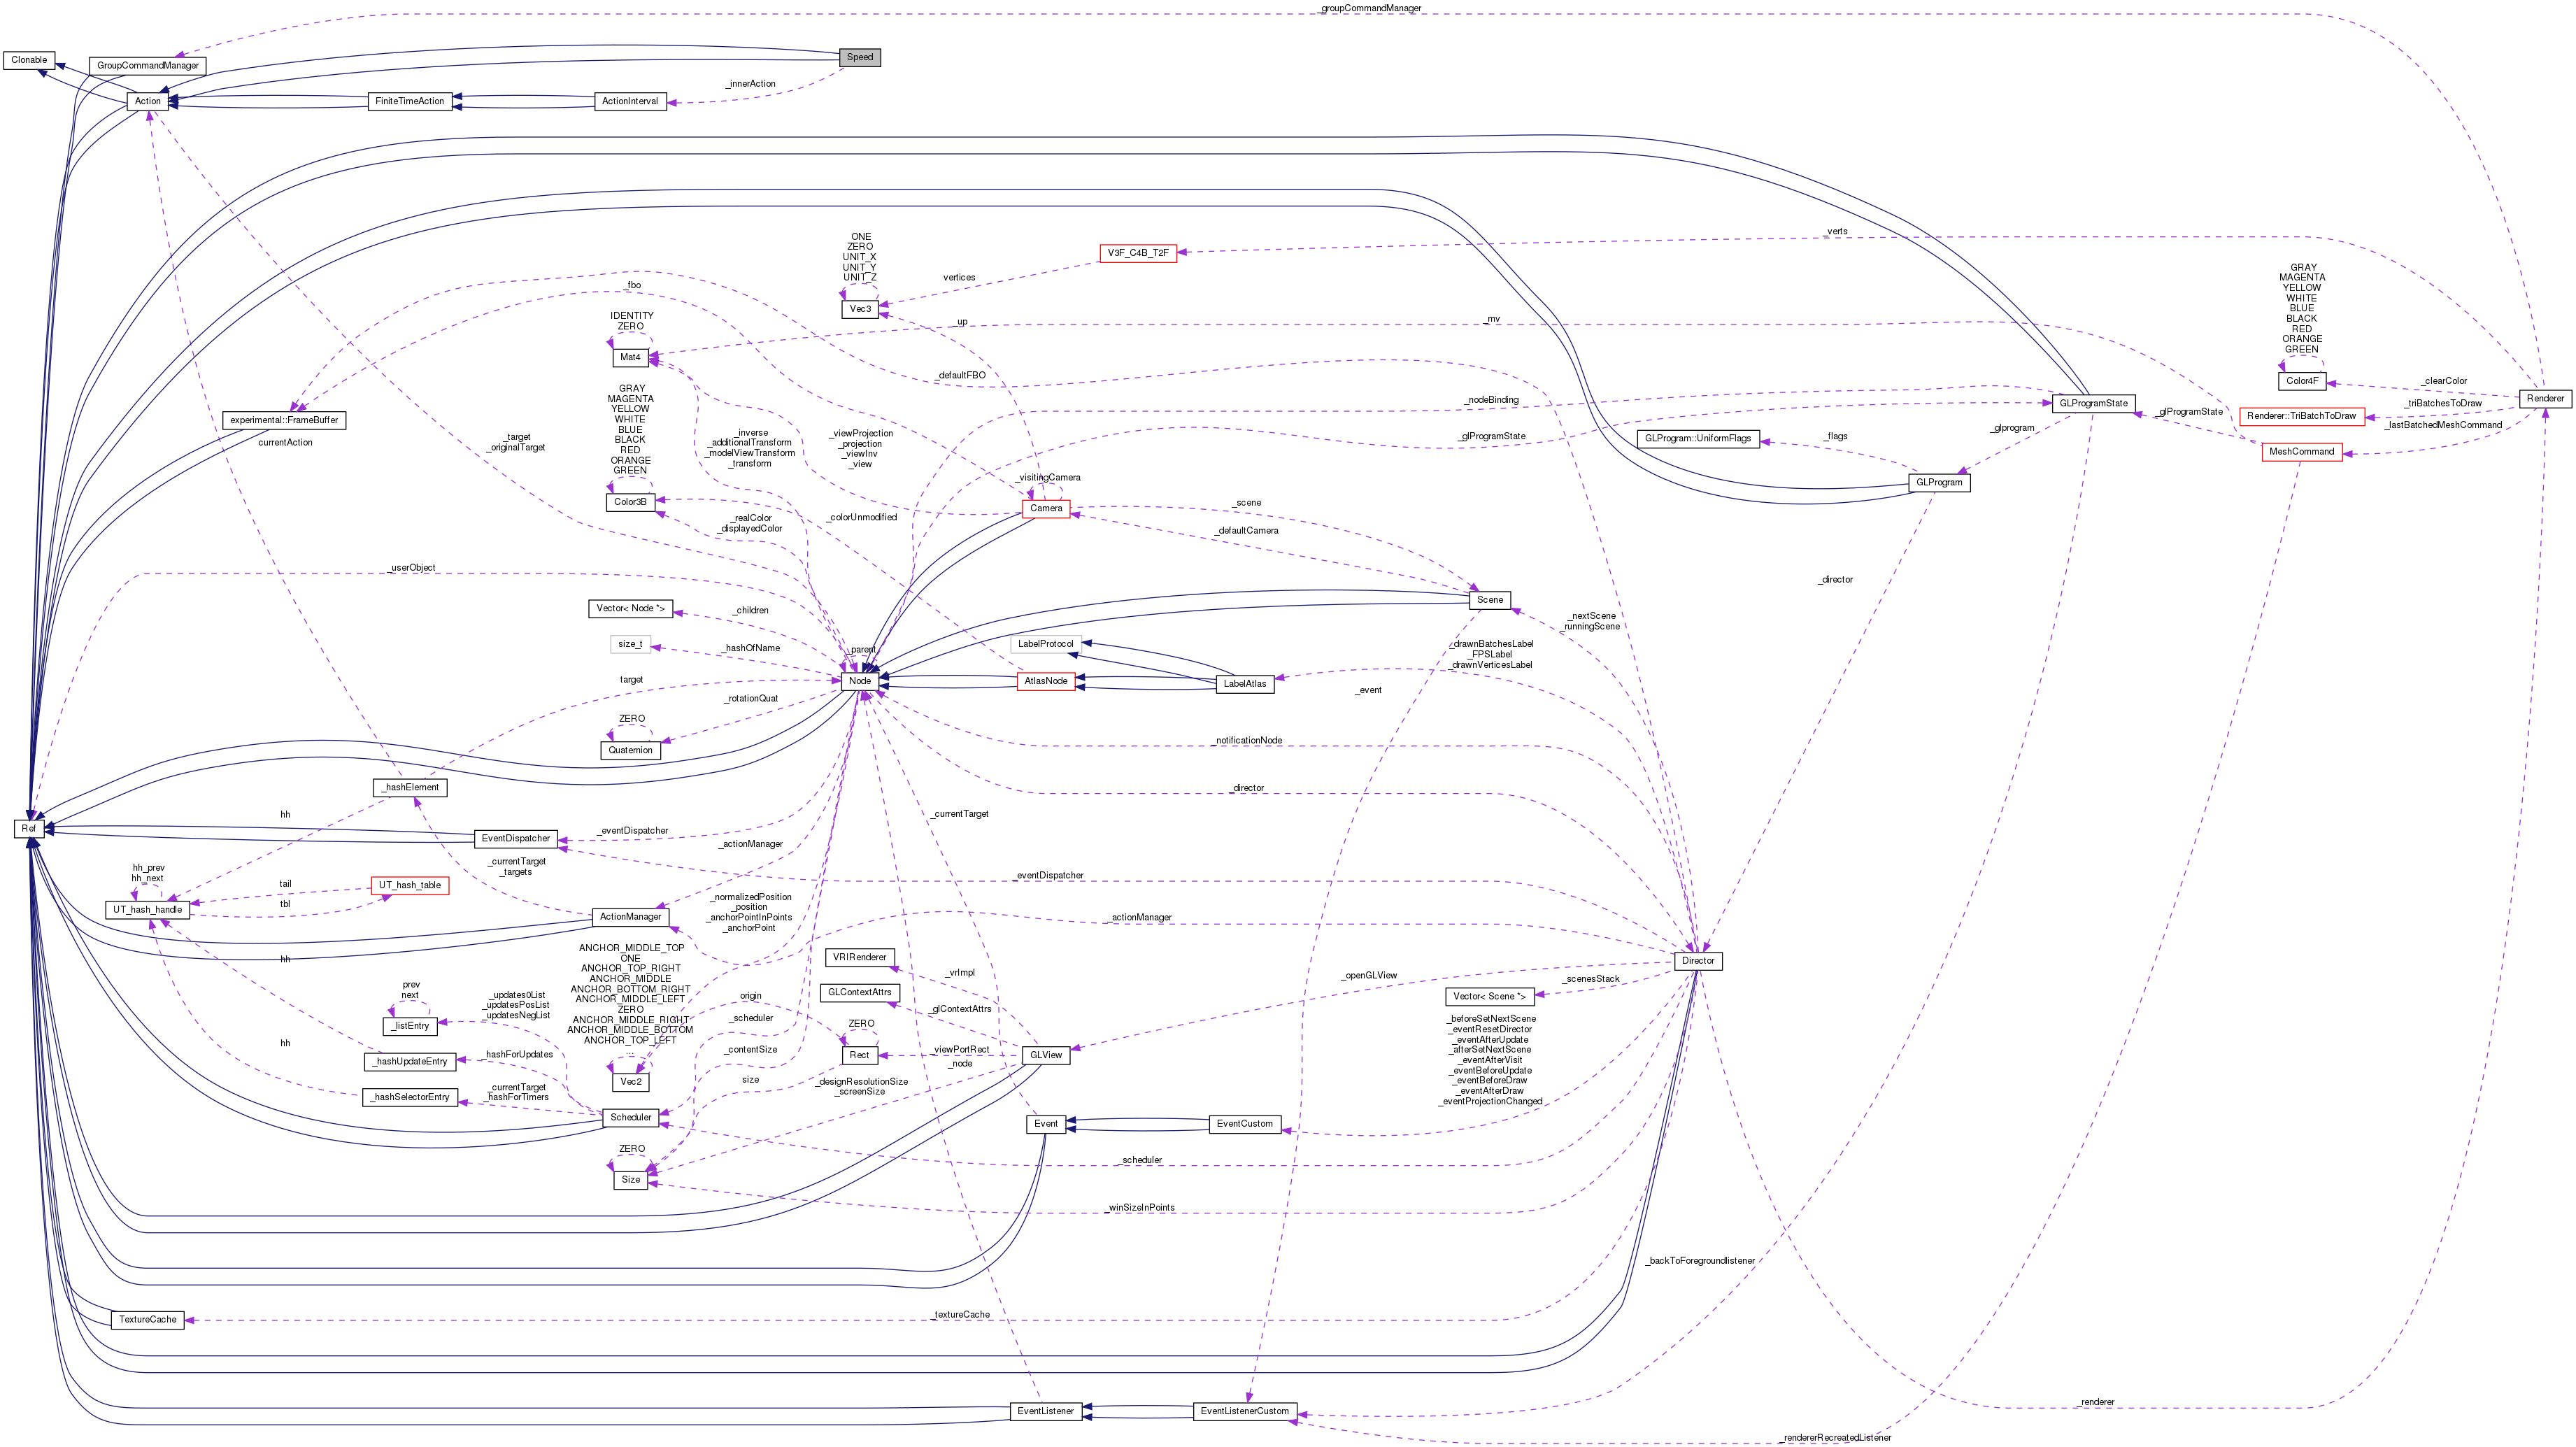 _groupCommandManager
Clonable
GroupCommandManager
Speed
_innerAction
Action
FiniteTimeAction
ActionInterval
ONE
ZERO
UNIT_X
UNIT_Y
UNIT_Z
Vec3
V3F_C4B_T2F
vertices
_verts
_fbo
IDENTITY
ZERO
Mat4
_up
_mv
_defaultFBO
GRAY
MAGENTA
YELLOW
WHITE
BLUE
BLACK
RED
ORANGE
GREEN
Color4F
_clearColor
Renderer
_triBatchesToDraw
Renderer::TriBatchToDraw
_lastBatchedMeshCommand
MeshCommand
_glProgramState
GLProgramState
_glprogram
_nodeBinding
_glProgramState
GLProgram::UniformFlags
_flags
GLProgram
experimental::FrameBuffer
currentAction
_target
_originalTarget
GRAY
MAGENTA
YELLOW
WHITE
BLUE
BLACK
RED
ORANGE
GREEN
Color3B
_inverse
_additionalTransform
_modelViewTransform
_transform
_viewProjection
_projection
_viewInv
_view
_visitingCamera
Camera
_scene
_defaultCamera
_realColor
_displayedColor
_colorUnmodified
_userObject
_director
Vector< Node *>
_children
Scene
size_t
_hashOfName
_parent
LabelProtocol
_nextScene
_runningScene
_drawnBatchesLabel
_FPSLabel
_drawnVerticesLabel
target
Node
AtlasNode
LabelAtlas
_event
_rotationQuat
ZERO
Quaternion
_notificationNode
_hashElement
_director
hh
_currentTarget
Ref
EventDispatcher
_eventDispatcher
_actionManager
hh_prev
hh_next
UT_hash_handle
tail
tbl
UT_hash_table
_currentTarget
_targets
_eventDispatcher
ActionManager
_normalizedPosition
_position
_anchorPointInPoints
_anchorPoint
_actionManager
hh
ANCHOR_MIDDLE_TOP
ONE
ANCHOR_TOP_RIGHT
ANCHOR_MIDDLE
ANCHOR_BOTTOM_RIGHT
ANCHOR_MIDDLE_LEFT
ZERO
ANCHOR_MIDDLE_RIGHT
ANCHOR_MIDDLE_BOTTOM
ANCHOR_TOP_LEFT
...
Vec2
VRIRenderer
_vrImpl
GLContextAttrs
_glContextAttrs
_openGLView
Director
_scenesStack
Vector< Scene *>
prev
next
_listEntry
_updates0List
_updatesPosList
_updatesNegList
origin
_scheduler
ZERO
Rect
_viewPortRect
_node
GLView
_beforeSetNextScene
_eventResetDirector
_eventAfterUpdate
_afterSetNextScene
_eventAfterVisit
_eventBeforeUpdate
_eventBeforeDraw
_eventAfterDraw
_eventProjectionChanged
hh
_hashUpdateEntry
_hashForUpdates
_contentSize
size
_designResolutionSize
_screenSize
_hashSelectorEntry
_currentTarget
_hashForTimers
Scheduler
Event
EventCustom
ZERO
Size
_scheduler
_winSizeInPoints
_backToForegroundlistener
TextureCache
_textureCache
EventListener
EventListenerCustom
_renderer
_rendererRecreatedListener